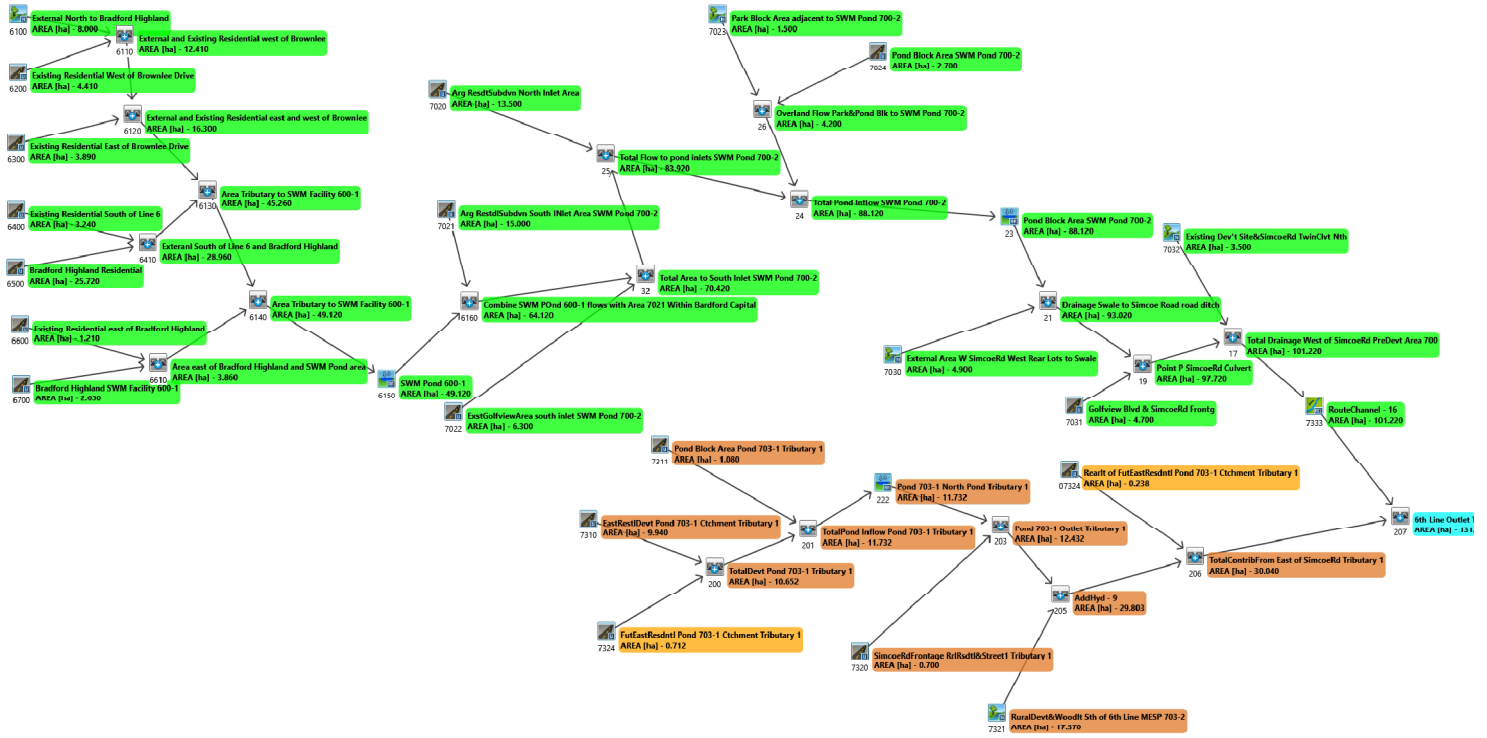 External North to Bradford Highland
AREA [ha] - 8.000
6100
External and Existing Residential west of Brownlee
AREA [ha] - 12.410
6110
Existing Residential West of Brownlee Drive
AREA [ha] - 4.410
6200
External and Existing Residential east and west of Brownlee
AREA [ha] - 16.300
6120
Existing Residential East of Brownlee Drive
AREA [ha] - 3.890
6300
Area Tributary to SWM Facility 600-1
AREA [ha] - 45.260
6130
Existing Residential South of Line 6
AREA [ha] - 3.240
6400
Exteranl South of Line 6 and Bradford Highland
AREA [ha] - 28.960
6410
Bradford Highland Residential
AREA [ha] - 25.720
6500
Area Tributary to SWM Facility 600-1
AREA [ha] - 49.120
6140
Existing Residential east of Bradford Highland
AREA [ha] - 1.210
6600
Area east of Bradford Highland and SWM Pond area
AREA [ha] - 3.860
6610
Bradford Highland SWM Facility 600-1
AREA [ha] - 2.650
6700
SWM Pond 600-1
AREA [ha] - 49.120
6150
Arg ResdtSubdvn North Inlet Area
AREA [ha] - 13.500
7020
Total Flow to pond inlets SWM Pond 700-2
AREA [ha] - 83.920
25
Arg RestdlSubdvn South INlet Area SWM Pond 700-2
AREA [ha] - 15.000
7021
Total Area to South Inlet SWM Pond 700-2
AREA [ha] - 70.420
32
Combine SWM POnd 600-1 flows with Area 7021 Within Bardford Capital
AREA [ha] - 64.120
6160
ExstGolfviewArea south inlet SWM Pond 700-2
AREA [ha] - 6.300
7022
Park Block Area adjacent to SWM Pond 700-2
AREA [ha] - 1.500
7023
Pond Block Area SWM Pond 700-2
AREA [ha] - 2.700
7024
Overland Flow Park&Pond Blk to SWM Pond 700-2
AREA [ha] - 4.200
26
Total Pond Inflow SWM Pond 700-2
AREA [ha] - 88.120
24
Pond Block Area SWM Pond 700-2
AREA [ha] - 88.120
23
Existing Dev't Site&SimcoeRd TwinClvt Nth
AREA [ha] - 3.500
7032
Drainage Swale to Simcoe Road road ditch
AREA [ha] - 93.020
21
External Area W SimcoeRd West Rear Lots to Swale
AREA [ha] - 4.900
7030
Total Drainage West of SimcoeRd PreDevt Area 700
AREA [ha] - 101.220
17
Point P SimcoeRd Culvert
AREA [ha] - 97.720
19
Golfview Blvd & SimcoeRd Frontg
AREA [ha] - 4.700
7031
RouteChannel - 16
AREA [ha] - 101.220
7333
Pond Block Area Pond 703-1 Tributary 1
AREA [ha] - 1.080
7311
Pond 703-1 North Pond Tributary 1
AREA [ha] - 11.732
222
Rearlt of FutEastResdntl Pond 703-1 Ctchment Tributary 1
AREA [ha] - 0.238
07324
EastRestlDevt Pond 703-1 Ctchment Tributary 1
AREA [ha] - 9.940
7310
TotalPond Inflow Pond 703-1 Tributary 1
AREA [ha] - 11.732
201
Pond 703-1 Outlet Tributary 1
AREA [ha] - 12.432
203
6th Line Outlet
207
TotalDevt Pond 703-1 Tributary 1
AREA [ha] - 10.652
200
TotalContribFrom East of SimcoeRd Tributary 1
AREA [ha] - 30.040
206
AddHyd - 9
AREA [ha] - 29.803
205
FutEastResdntl Pond 703-1 Ctchment Tributary 1
AREA [ha] - 0.712
7324
SimcoeRdFrontage RrlRsdtl&Street1 Tributary 1
AREA [ha] - 0.700
7320
RuralDevt&Woodlt Sth of 6th Line MESP 703-2
AREA [ha] - 17.370
7321